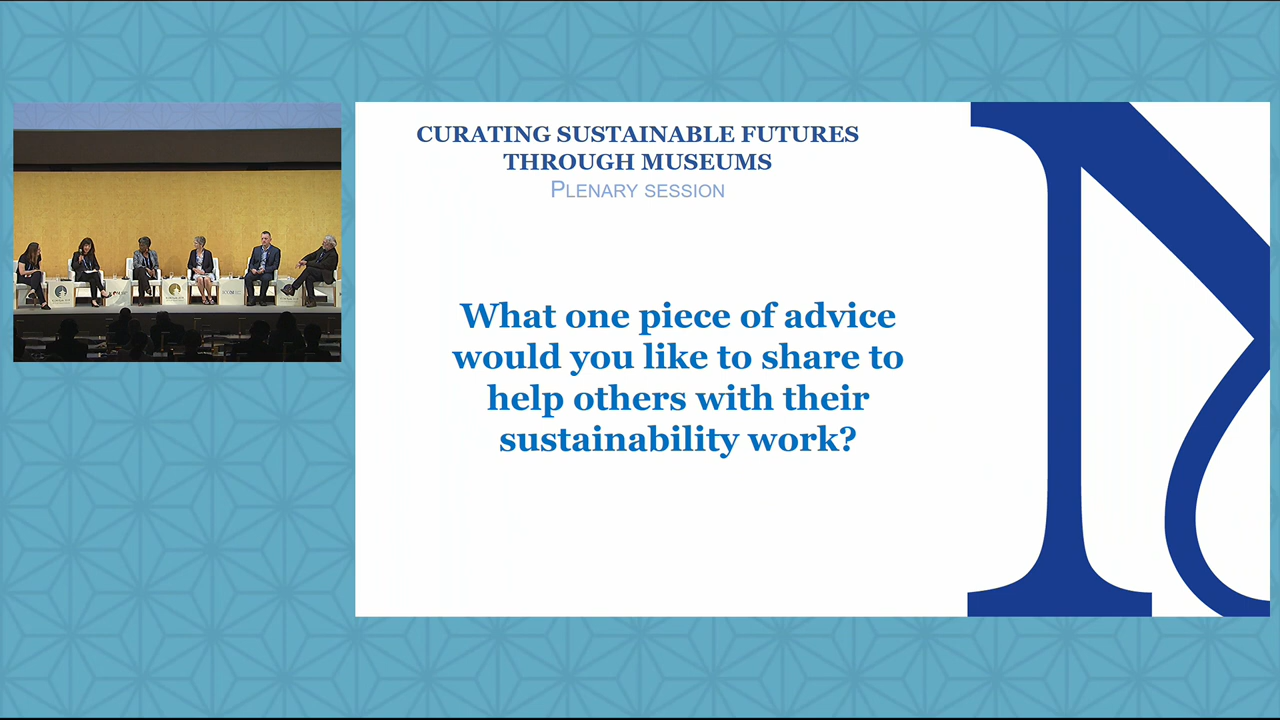 CURATING SUSTAINABLE FUTURES
THROUGH MUSEUMS
PLENARY SESSION
What one piece of advice
would you like to share to
help others with their
sustainability work?